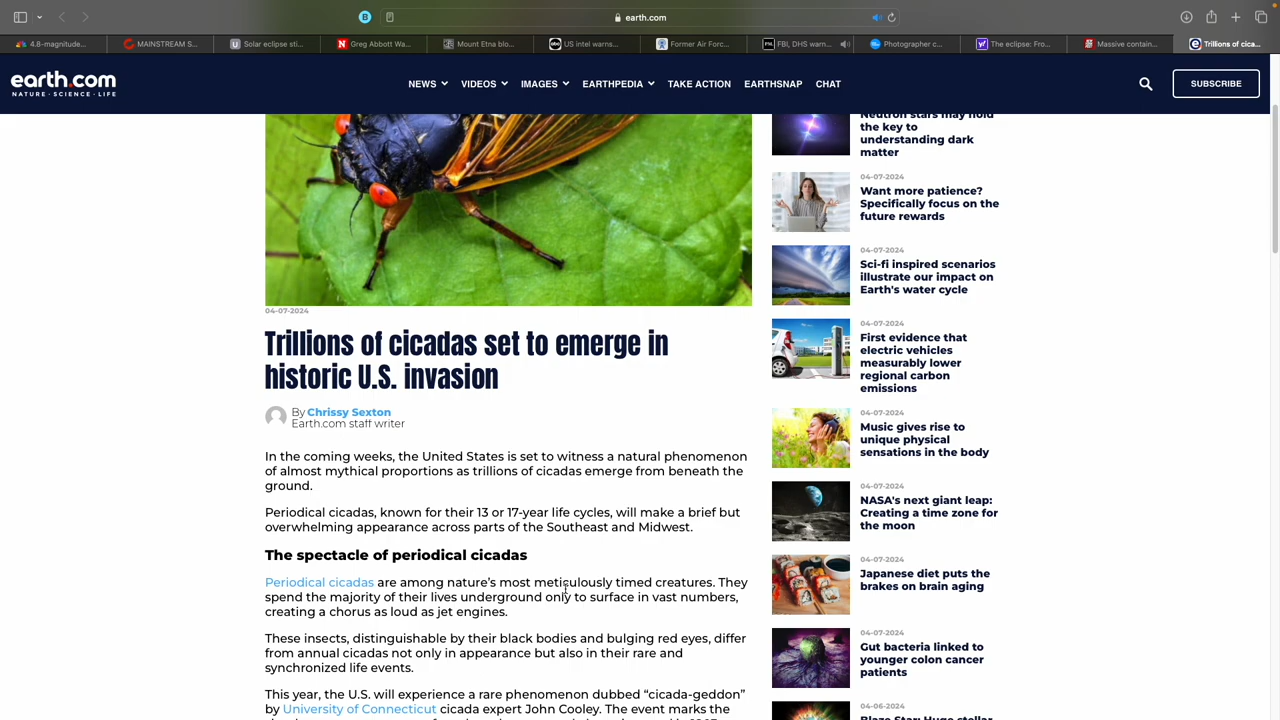 earth.com
4.8-magnitude...
MAINSTREAM S...
Solar eclipse sti...
Greg Abbott Wa...
Mount Etna blo...
US intel warns...
Former Air Forc...
FBI, DHS warn...
Photographer c...
The eclipse: Fro...
Massive contain...
Trillions of cica...
earth.com
NATURE · SCIENCE · LIFE
NEWS
VIDEOS
IMAGES
EARTHPEDIA
TAKE ACTION
EARTHSNAP
CHAT
SUBSCRIBE
04-07-2024
Trillions of cicadas set to emerge in
historic U.S. invasion
By Chrissy Sexton
Earth.com staff writer
In the coming weeks, the United States is set to witness a natural phenomenon
of almost mythical proportions as trillions of cicadas emerge from beneath the
ground.
Periodical cicadas, known for their 13 or 17-year life cycles, will make a brief but
overwhelming appearance across parts of the Southeast and Midwest.
The spectacle of periodical cicadas
Periodical cicadas are among nature's most meticulously timed creatures. They
spend the majority of their lives underground only to surface in vast numbers,
creating a chorus as loud as jet engines.
These insects, distinguishable by their black bodies and bulging red eyes, differ
from annual cicadas not only in appearance but also in their rare and
synchronized life events.
This year, the U.S. will experience a rare phenomenon dubbed “cicada-geddon”
by University of Connecticut cicada expert John Cooley. The event marks the
Neutron stars may hold
the key to
understanding dark
matter
04-07-2024
Want more patience?
Specifically focus on the
future rewards
04-07-2024
Sci-fi inspired scenarios
illustrate our impact on
Earth's water cycle
04-07-2024
First evidence that
electric vehicles
measurably lower
regional carbon
emissions
04-07-2024
Music gives rise to
unique physical
sensations in the body
04-07-2024
NASA's next giant leap:
Creating a time zone for
the moon
04-07-2024
Japanese diet puts the
brakes on brain aging
04-07-2024
Gut bacteria linked to
younger colon cancer
patients
04-06-2024
Blaze Star: Huge stellar